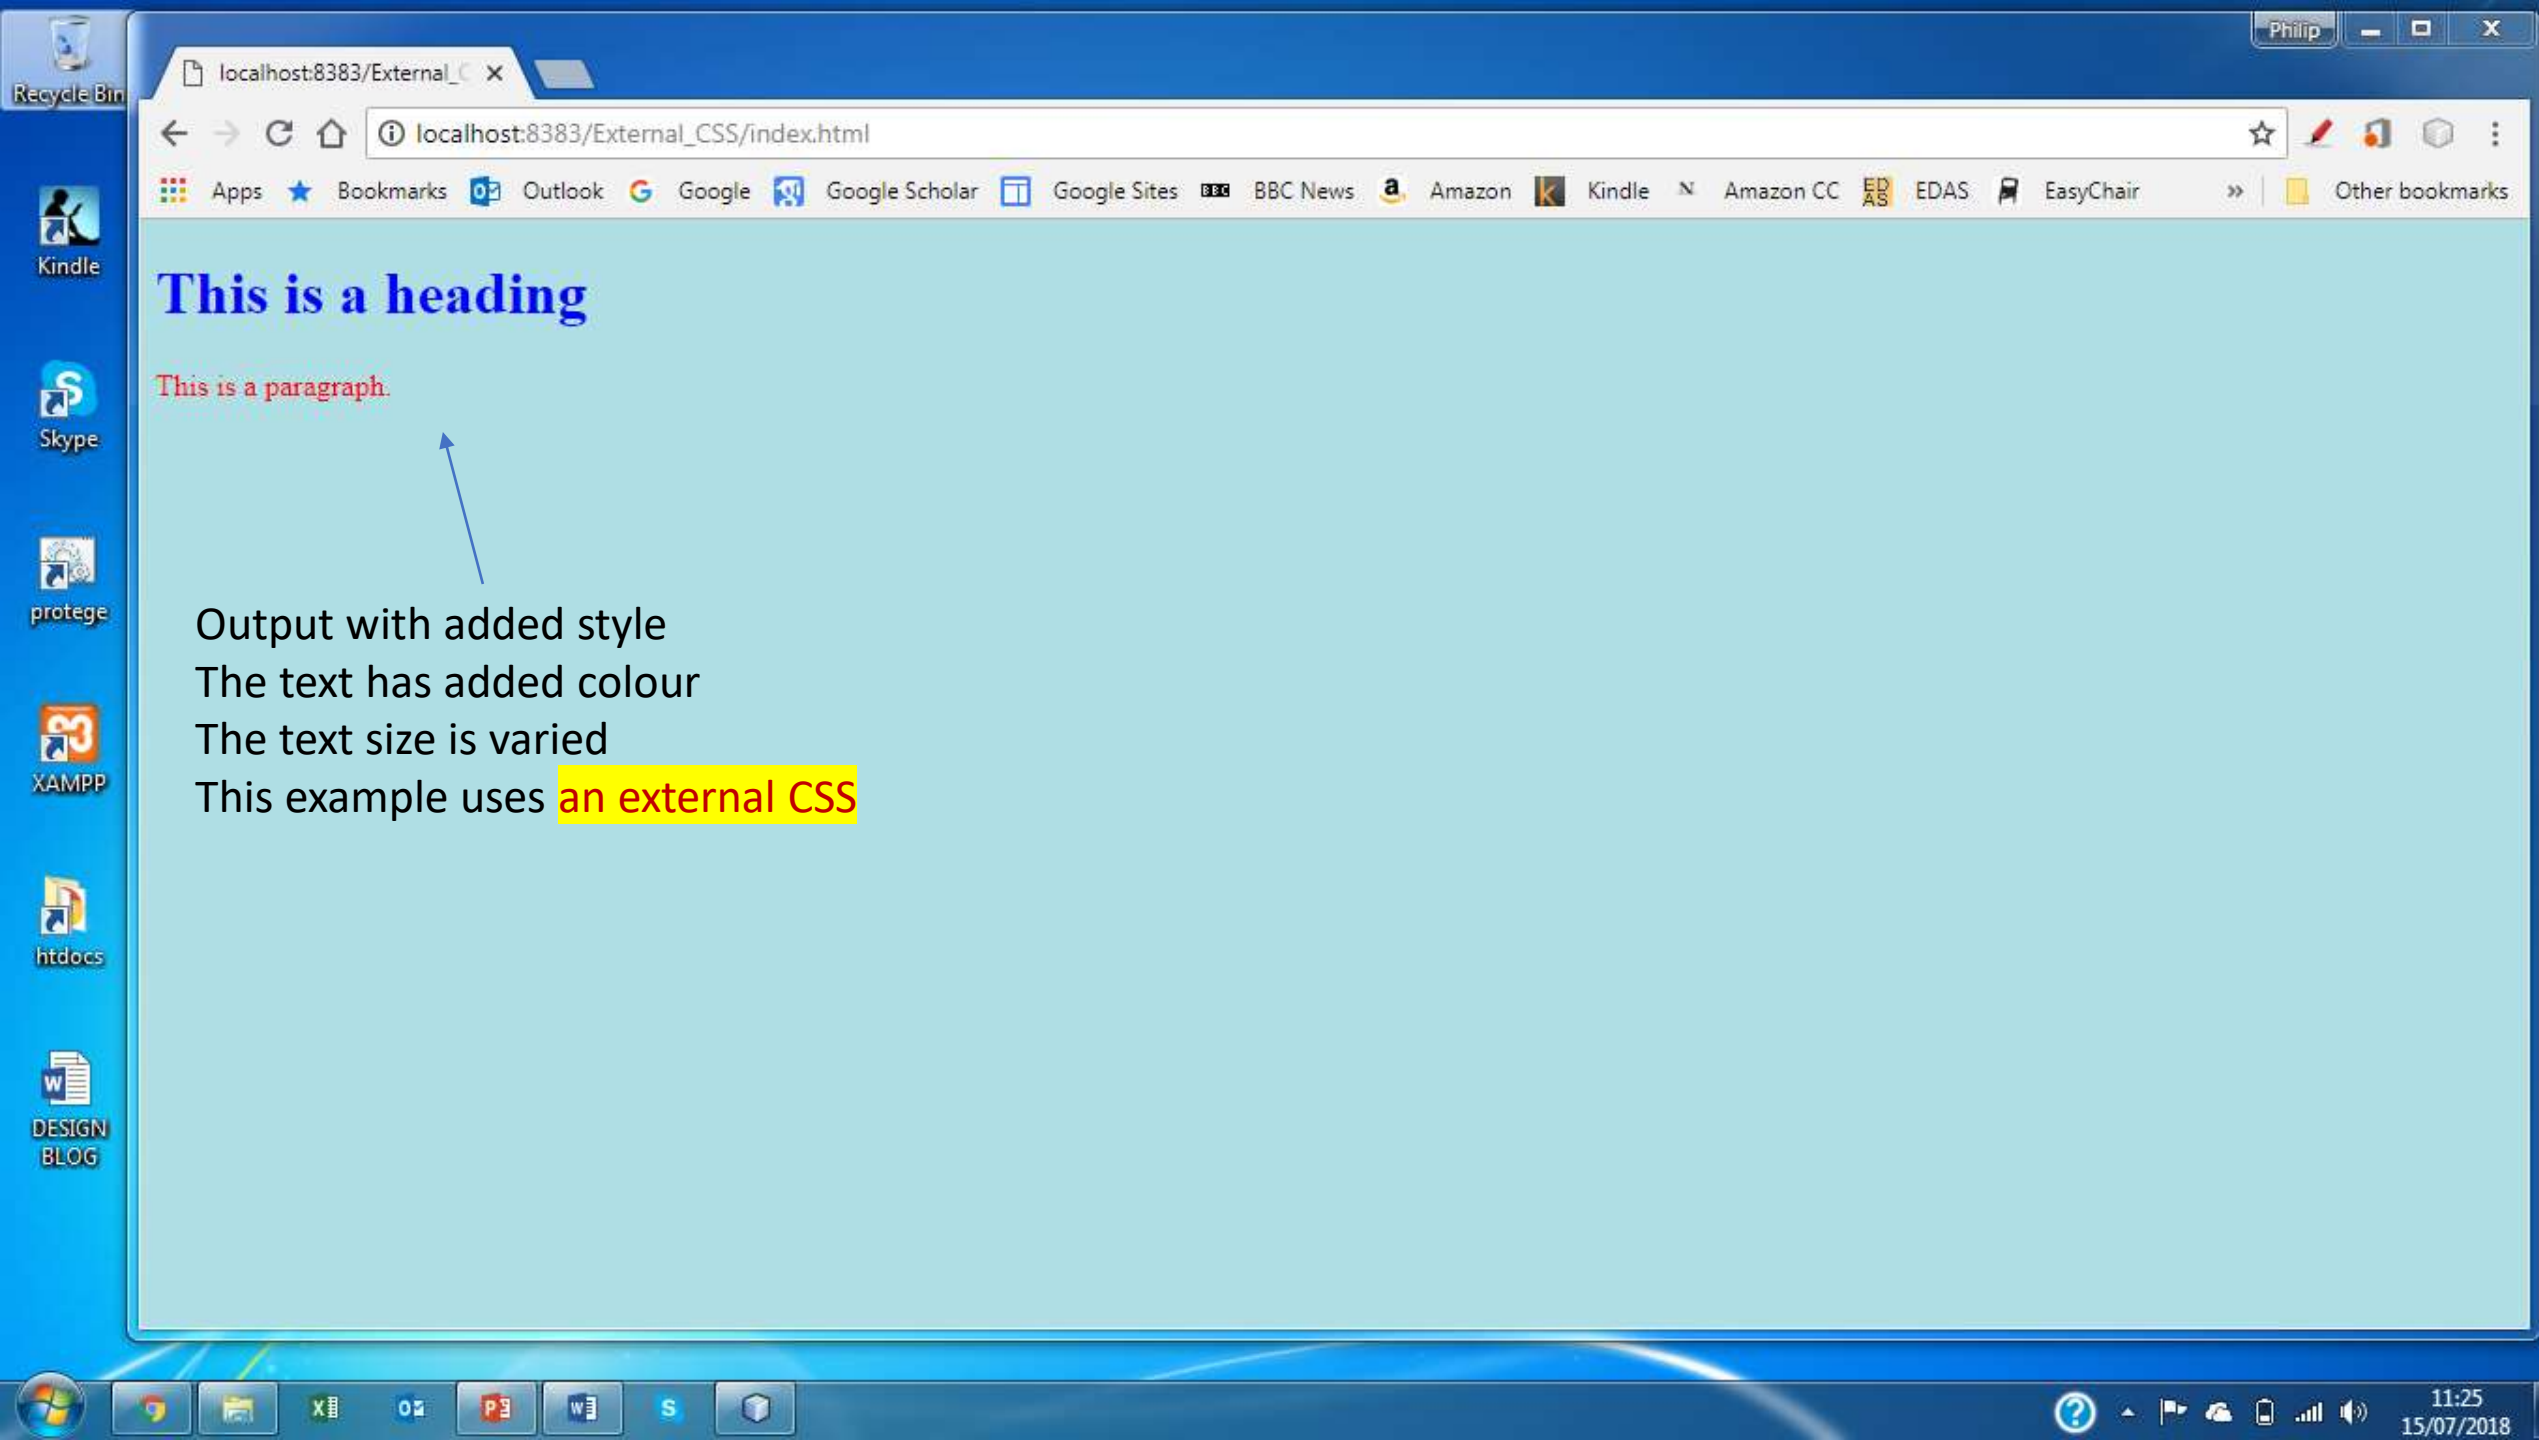 Philip
Recycle Bin
localhost:8383/External_C
localhost:8383/External_CSS/index.html
Apps Bookmarks Outlook Google Google Scholar Google Sites BBC News Amazon Kindle Amazon CC EDAS EasyChair » Other bookmarks
Kindle
This is a heading
This is a paragraph.
Skype
protege
Output with added style
The text has added colour
The text size is varied
This example uses an external CSS
XAMPP
htdocs
DESIGN
BLOG
11:25
15/07/2018